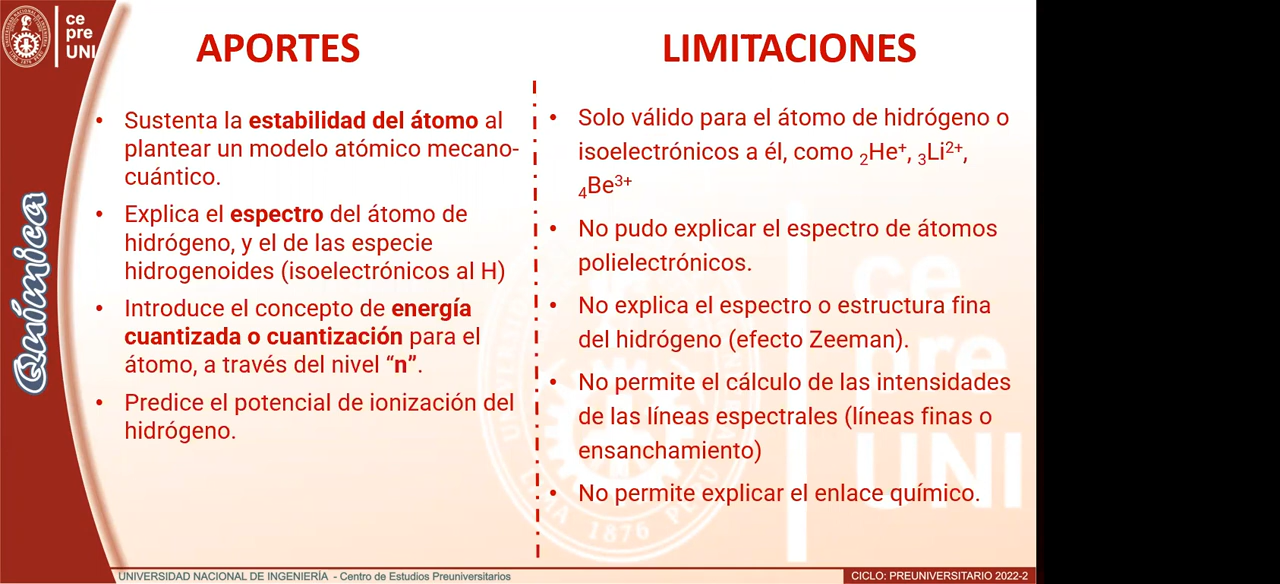 ce
pre
UNI
APORTES
• Sustenta la estabilidad del átomo al
plantear un modelo atómico mecano-
cuántico.
• Explica el espectro del átomo de
hidrógeno, y el de las especie
hidrogenoides (isoelectrónicos al H)
• Introduce el concepto de energía
cuantizada o cuantización para el
átomo, a través del nivel “n”.
• Predice el potencial de ionización del
hidrógeno.
LIMITACIONES
• Solo válido para el átomo de hidrógeno o
isoelectrónicos a él, como ₂He⁺, ₃Li²⁺,
₄Be³⁺
• No pudo explicar el espectro de átomos
polielectrónicos.
• No explica el espectro o estructura fina
del hidrógeno (efecto Zeeman).
• No permite el cálculo de las intensidades
de las líneas espectrales (líneas finas o
ensanchamiento)
• No permite explicar el enlace químico.
Química
ce
pre
UNI
1876
UNIVERSIDAD NACIONAL DE INGENIERÍA - Centro de Estudios Preuniversitarios
CICLO: PREUNIVERSITARIO 2022-2